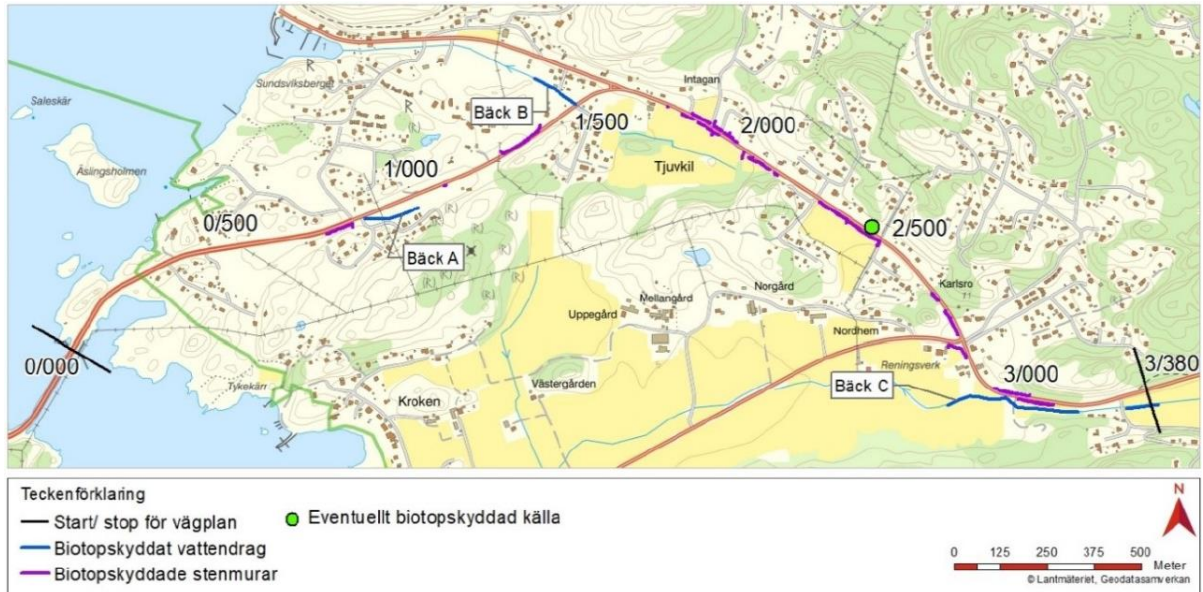 Sundsviksberget
Intagan
Saleskär
Bäck B
1/500
2/000
Äslingsholmen
1/000
Tjuvkil
0/500
2/500
Bäck A
Karlsro
Mellangård
Norgård
Uppegård
Nordhem
0/000
Reningsverk
3/380
3/000
Tykekärr
Västergården
Bäck C
Kroken
Teckenförklaring
Start/ stop för vägplan
Eventuellt biotopskyddad källa
Biotopskyddat vattendrag
Biotopskyddade stenmurar
N
0 125 250 375 500
Meter
© Lantmäteriet, Geodatasamverkan